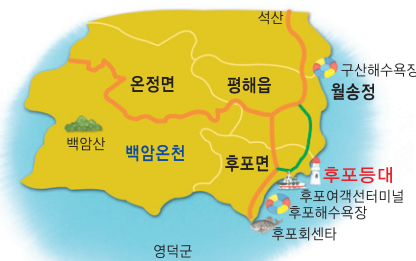 석산
구산해수욕장
온정면
평해읍
월송정
백암산
백암온천
후포면
후포등대
후포여객선터미널
후포해수욕장
후포회센타
영덕군